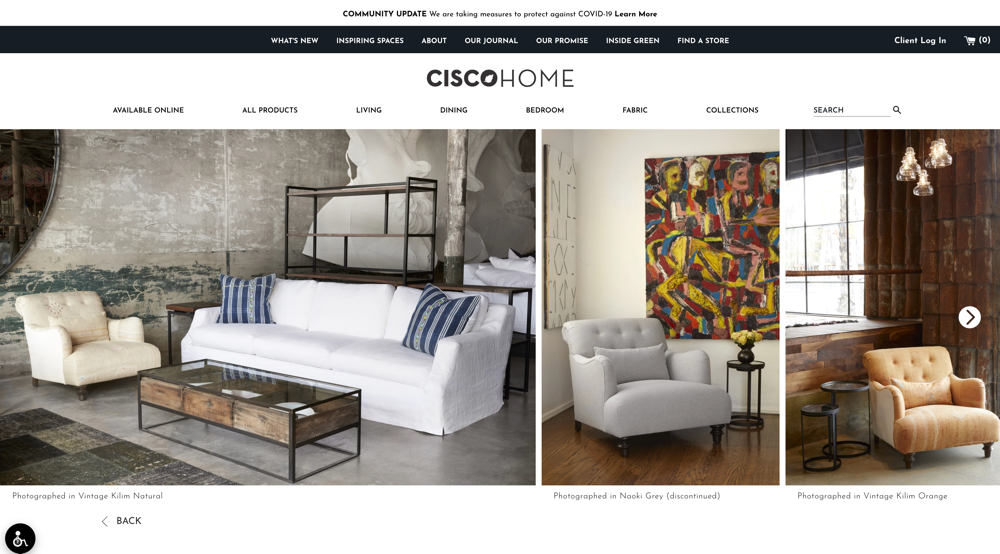 COMMUNITY UPDATE We are taking measures to protect against COVID-19 Learn More
WHAT'S NEW INSPIRING SPACES ABOUT OUR JOURNAL OUR PROMISE INSIDE GREEN FIND A STORE Client Log In (0)
CISCOHOME
AVAILABLE ONLINE ALL PRODUCTS LIVING DINING BEDROOM FABRIC COLLECTIONS SEARCH
Photographed in Vintage Kilim Natural Photographed in Naoki Grey (discontinued) Photographed in Vintage Kilim Orange
BACK